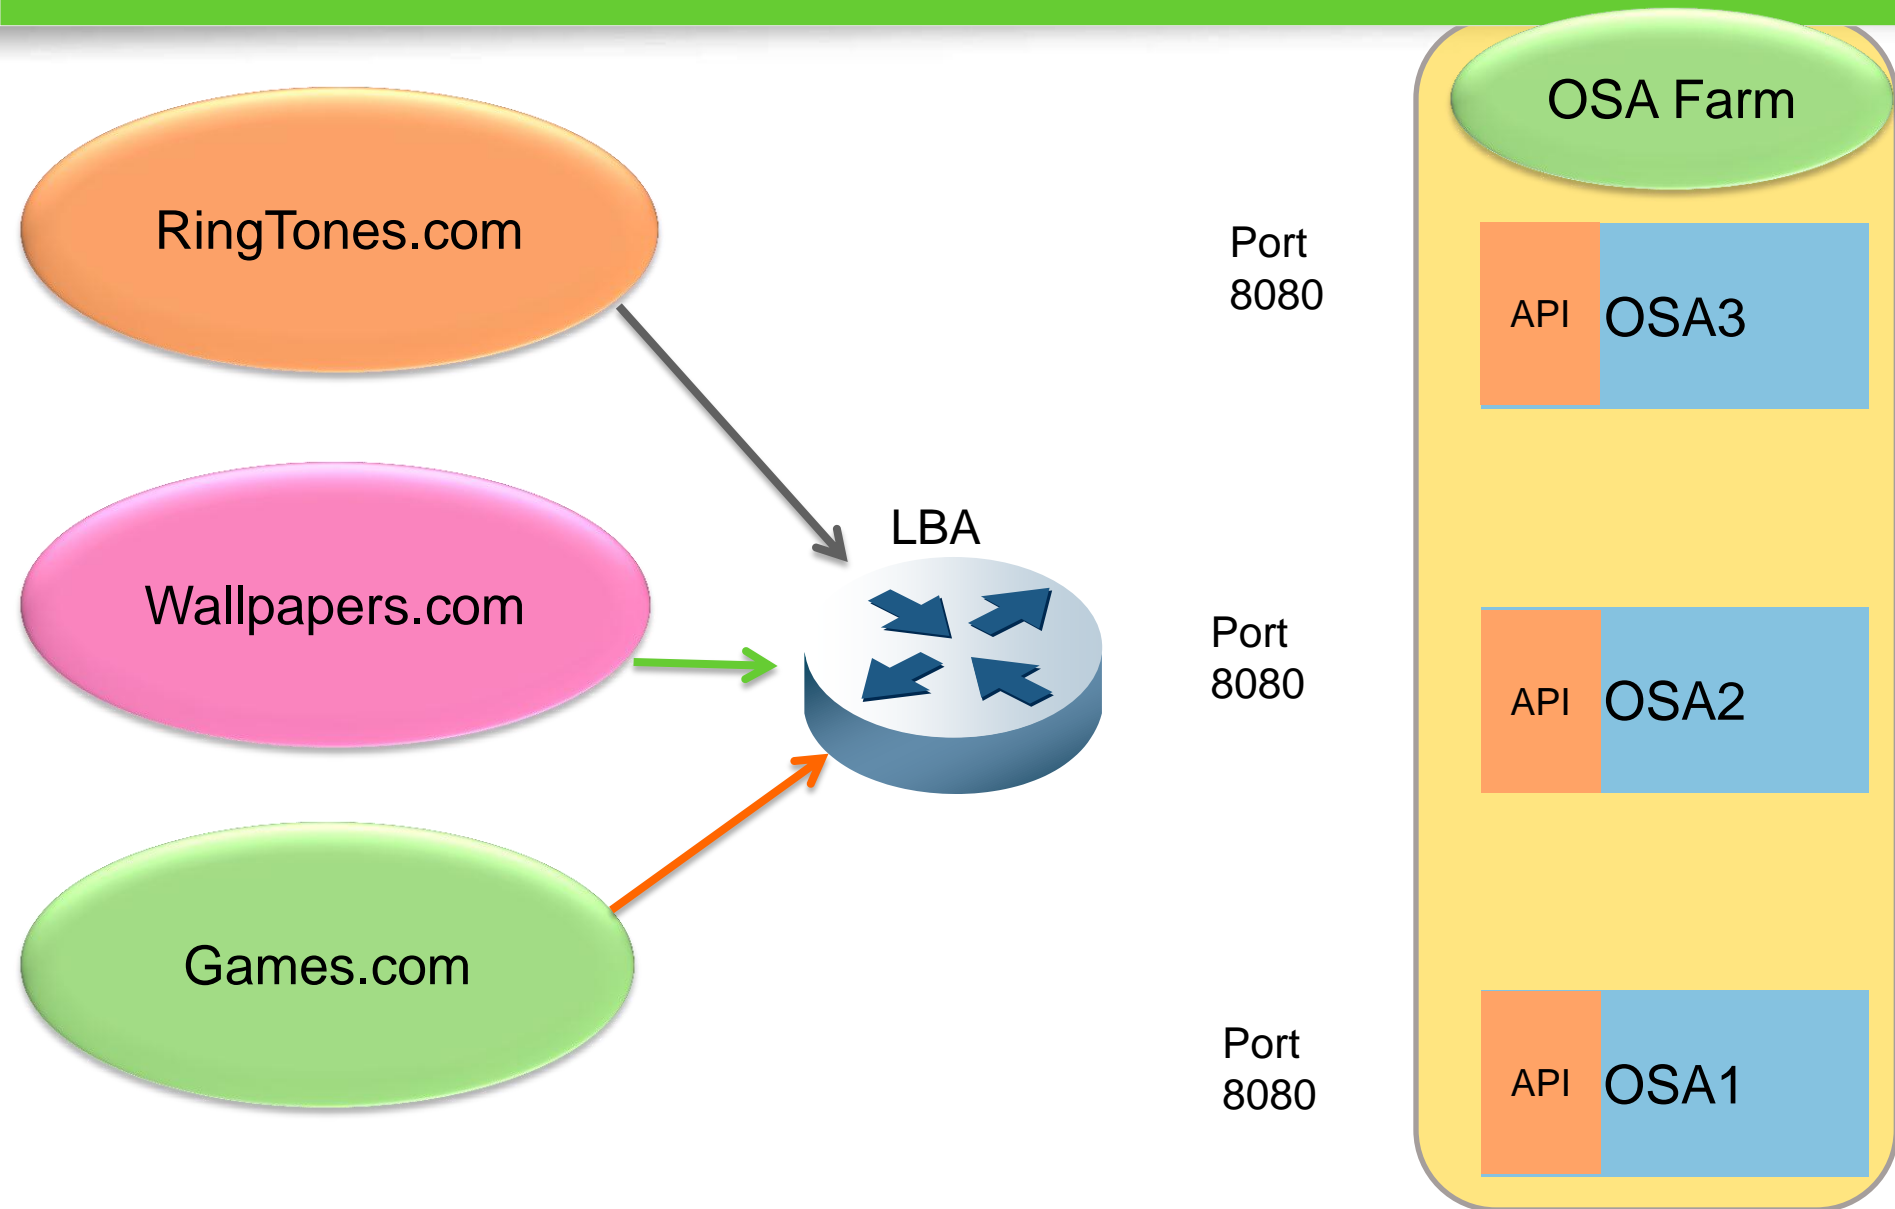 OSA Farm
RingTones.com
Port
8080
API
OSA3
LBA
Wallpapers.com
Port
8080
API
OSA2
Games.com
Port
8080
API
OSA1